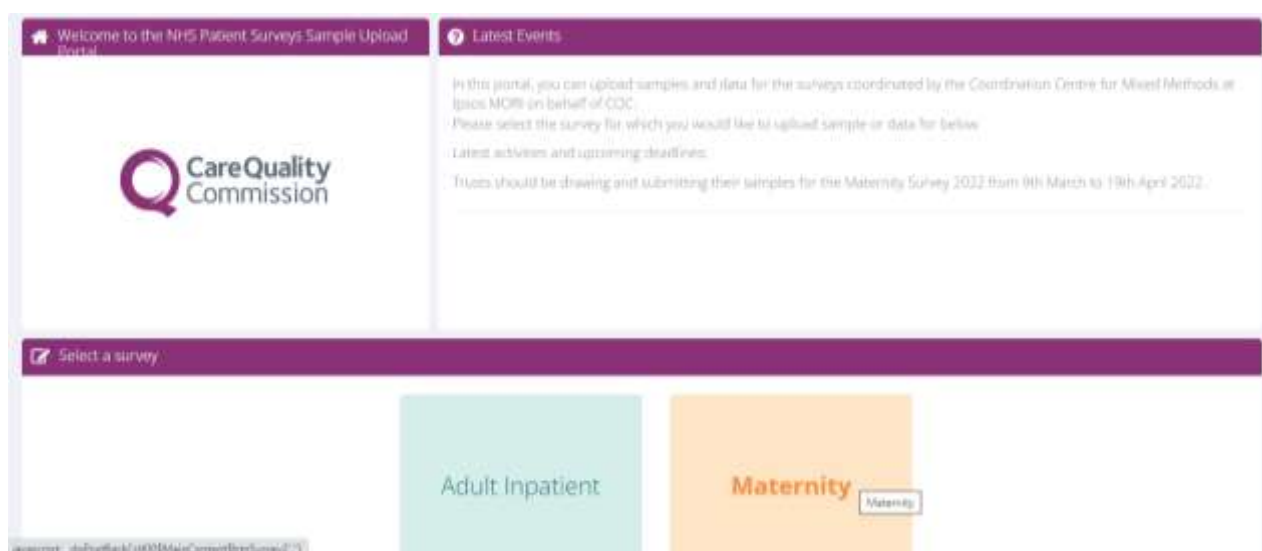 Welcome to the NHS Patient Surveys Sample Upload
Portal
CareQuality
Commission
Latest Events
In this portal, you can upload samples and data for the surveys coordinated by the Coordination Centre for Mixed Methods at
Ipsos MORI on behalf of CQC.
Please select the survey for which you would like to upload sample or data for below.
Latest activities and upcoming deadlines:
Trusts should be drawing and submitting their samples for the Maternity Survey 2022 from 9th March to 19th April 2022.
Select a survey
Adult Inpatient
Maternity
Maternity